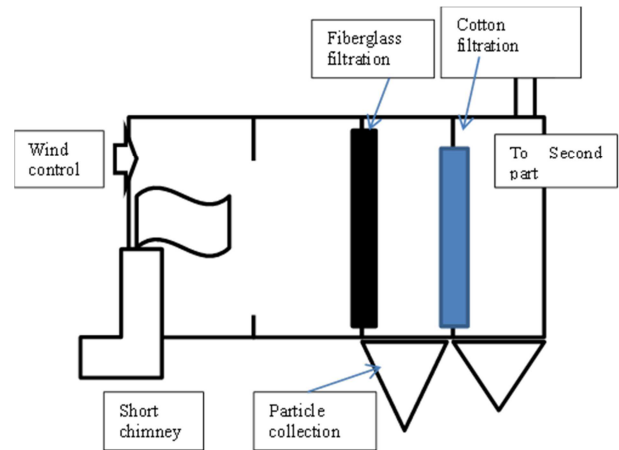 Fiberglass
filtration
Cotton
filtration
Wind
control
To Second
part
Short
chimney
Particle
collection